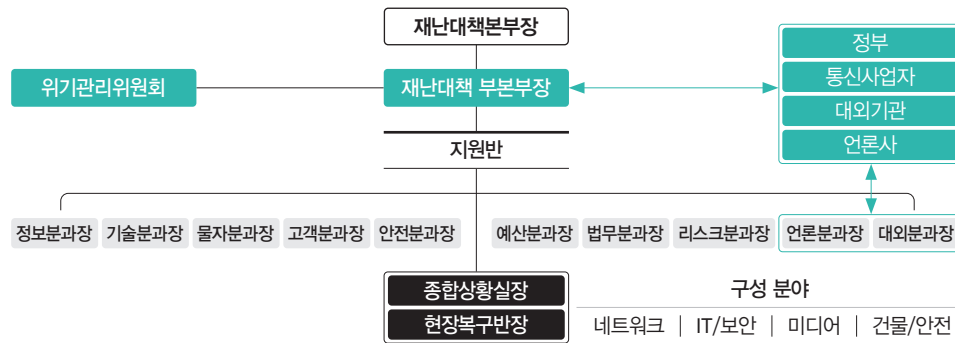 재난대책본부장
위기관리위원회
재난대책 부본부장
정부
통신사업자
대외기관
언론사
지원반
정보분과장
기술분과장
물자분과장
고객분과장
안전분과장
예산분과장
법무분과장
리스크분과장
언론분과장
대외분과장
종합상황실장
현장복구반장
구성 분야
네트워크 | IT/보안 | 미디어 | 건물/안전